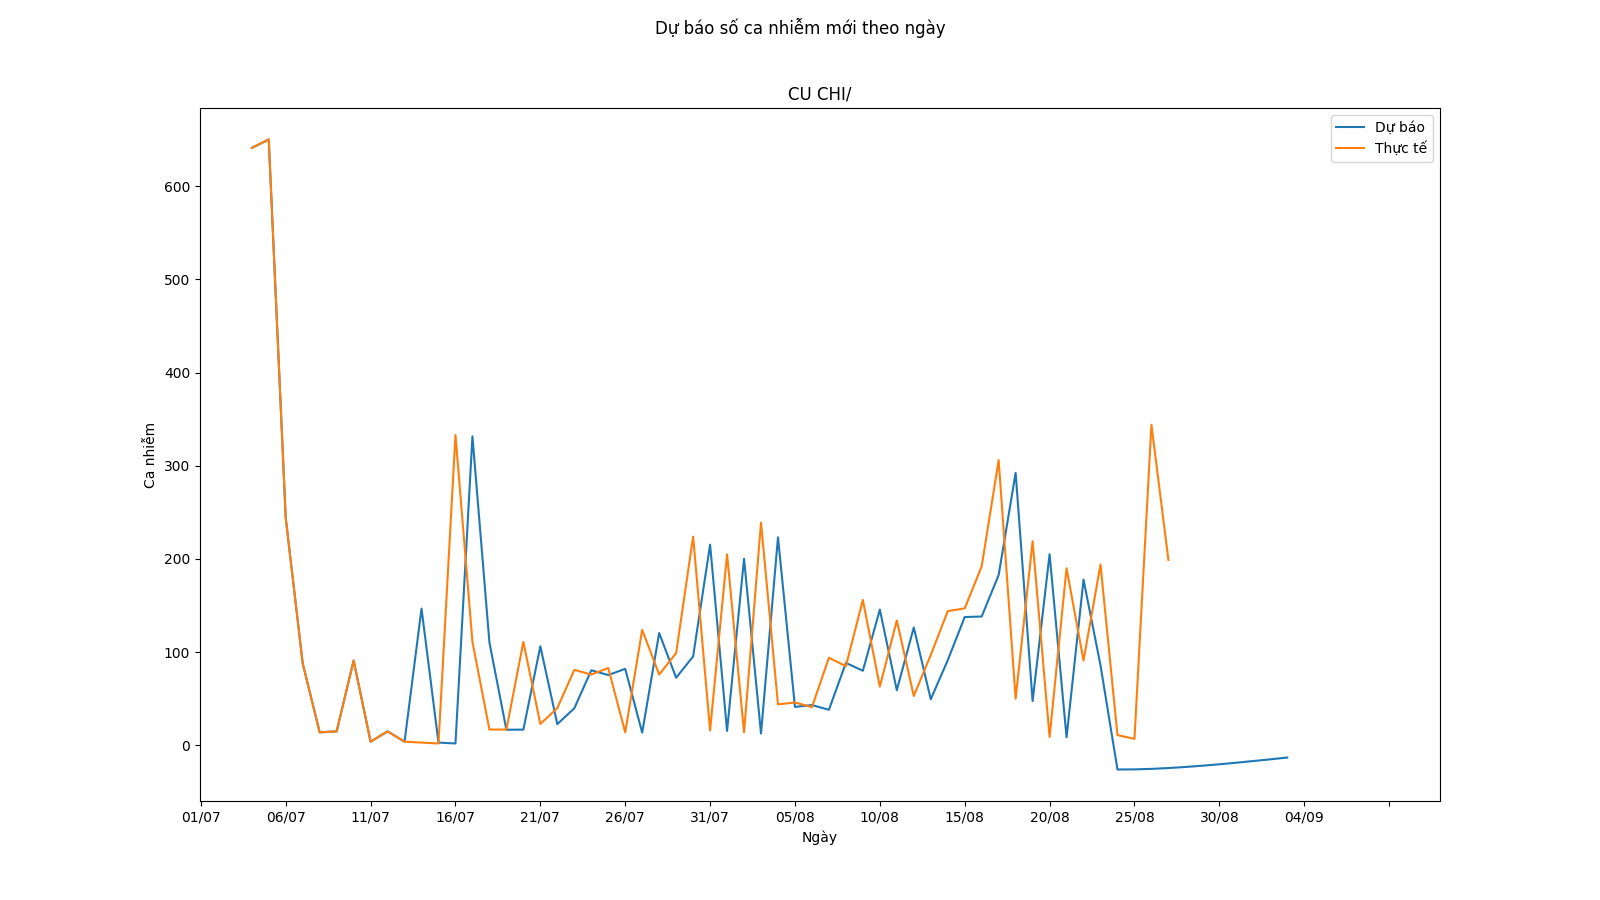 Dự báo số ca nhiễm mới theo ngày
CU CHI/
Dự báo
Thực tế
600
500
400
300
200
100
0
Ca nhiễm
01/07 06/07 11/07 16/07 21/07 26/07 31/07 05/08 10/08 15/08 20/08 25/08 30/08 04/09
Ngày